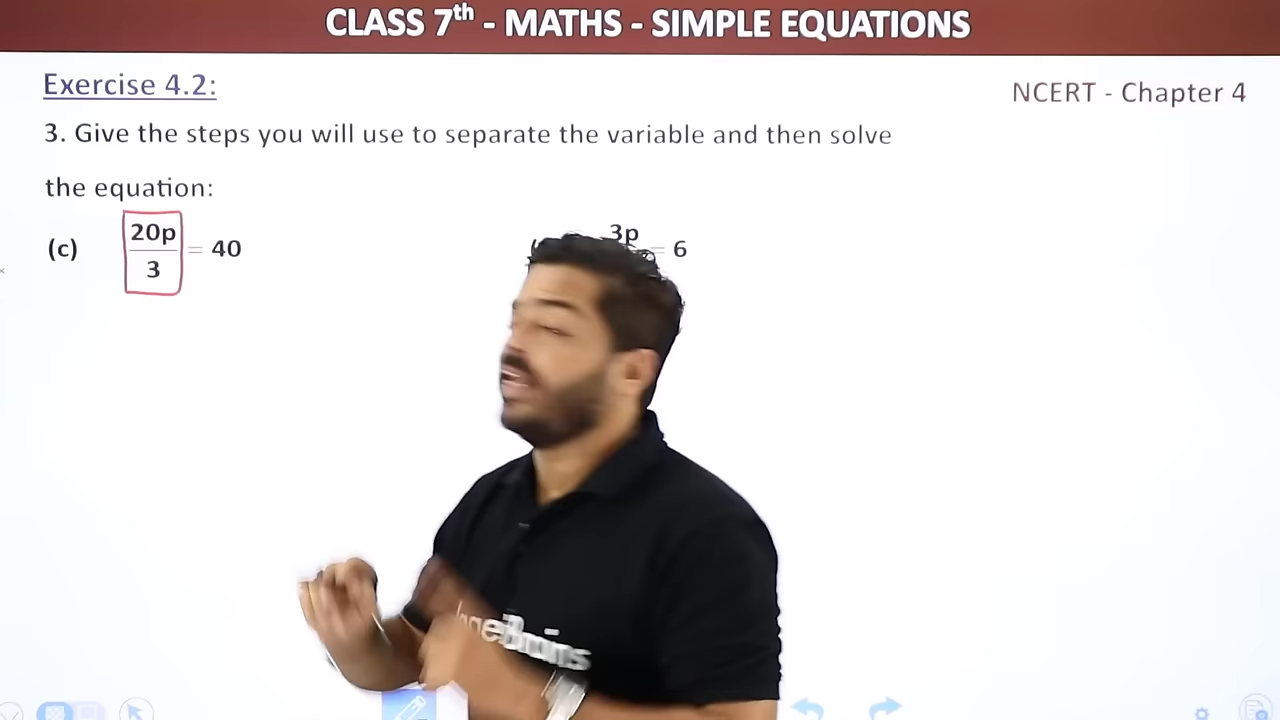 CLASS 7th - MATHS - SIMPLE EQUATIONS
Exercise 4.2:
NCERT - Chapter 4
3. Give the steps you will use to separate the variable and then solve
the equation:
(c) 20p/3 = 40
3p
= 6
Brains